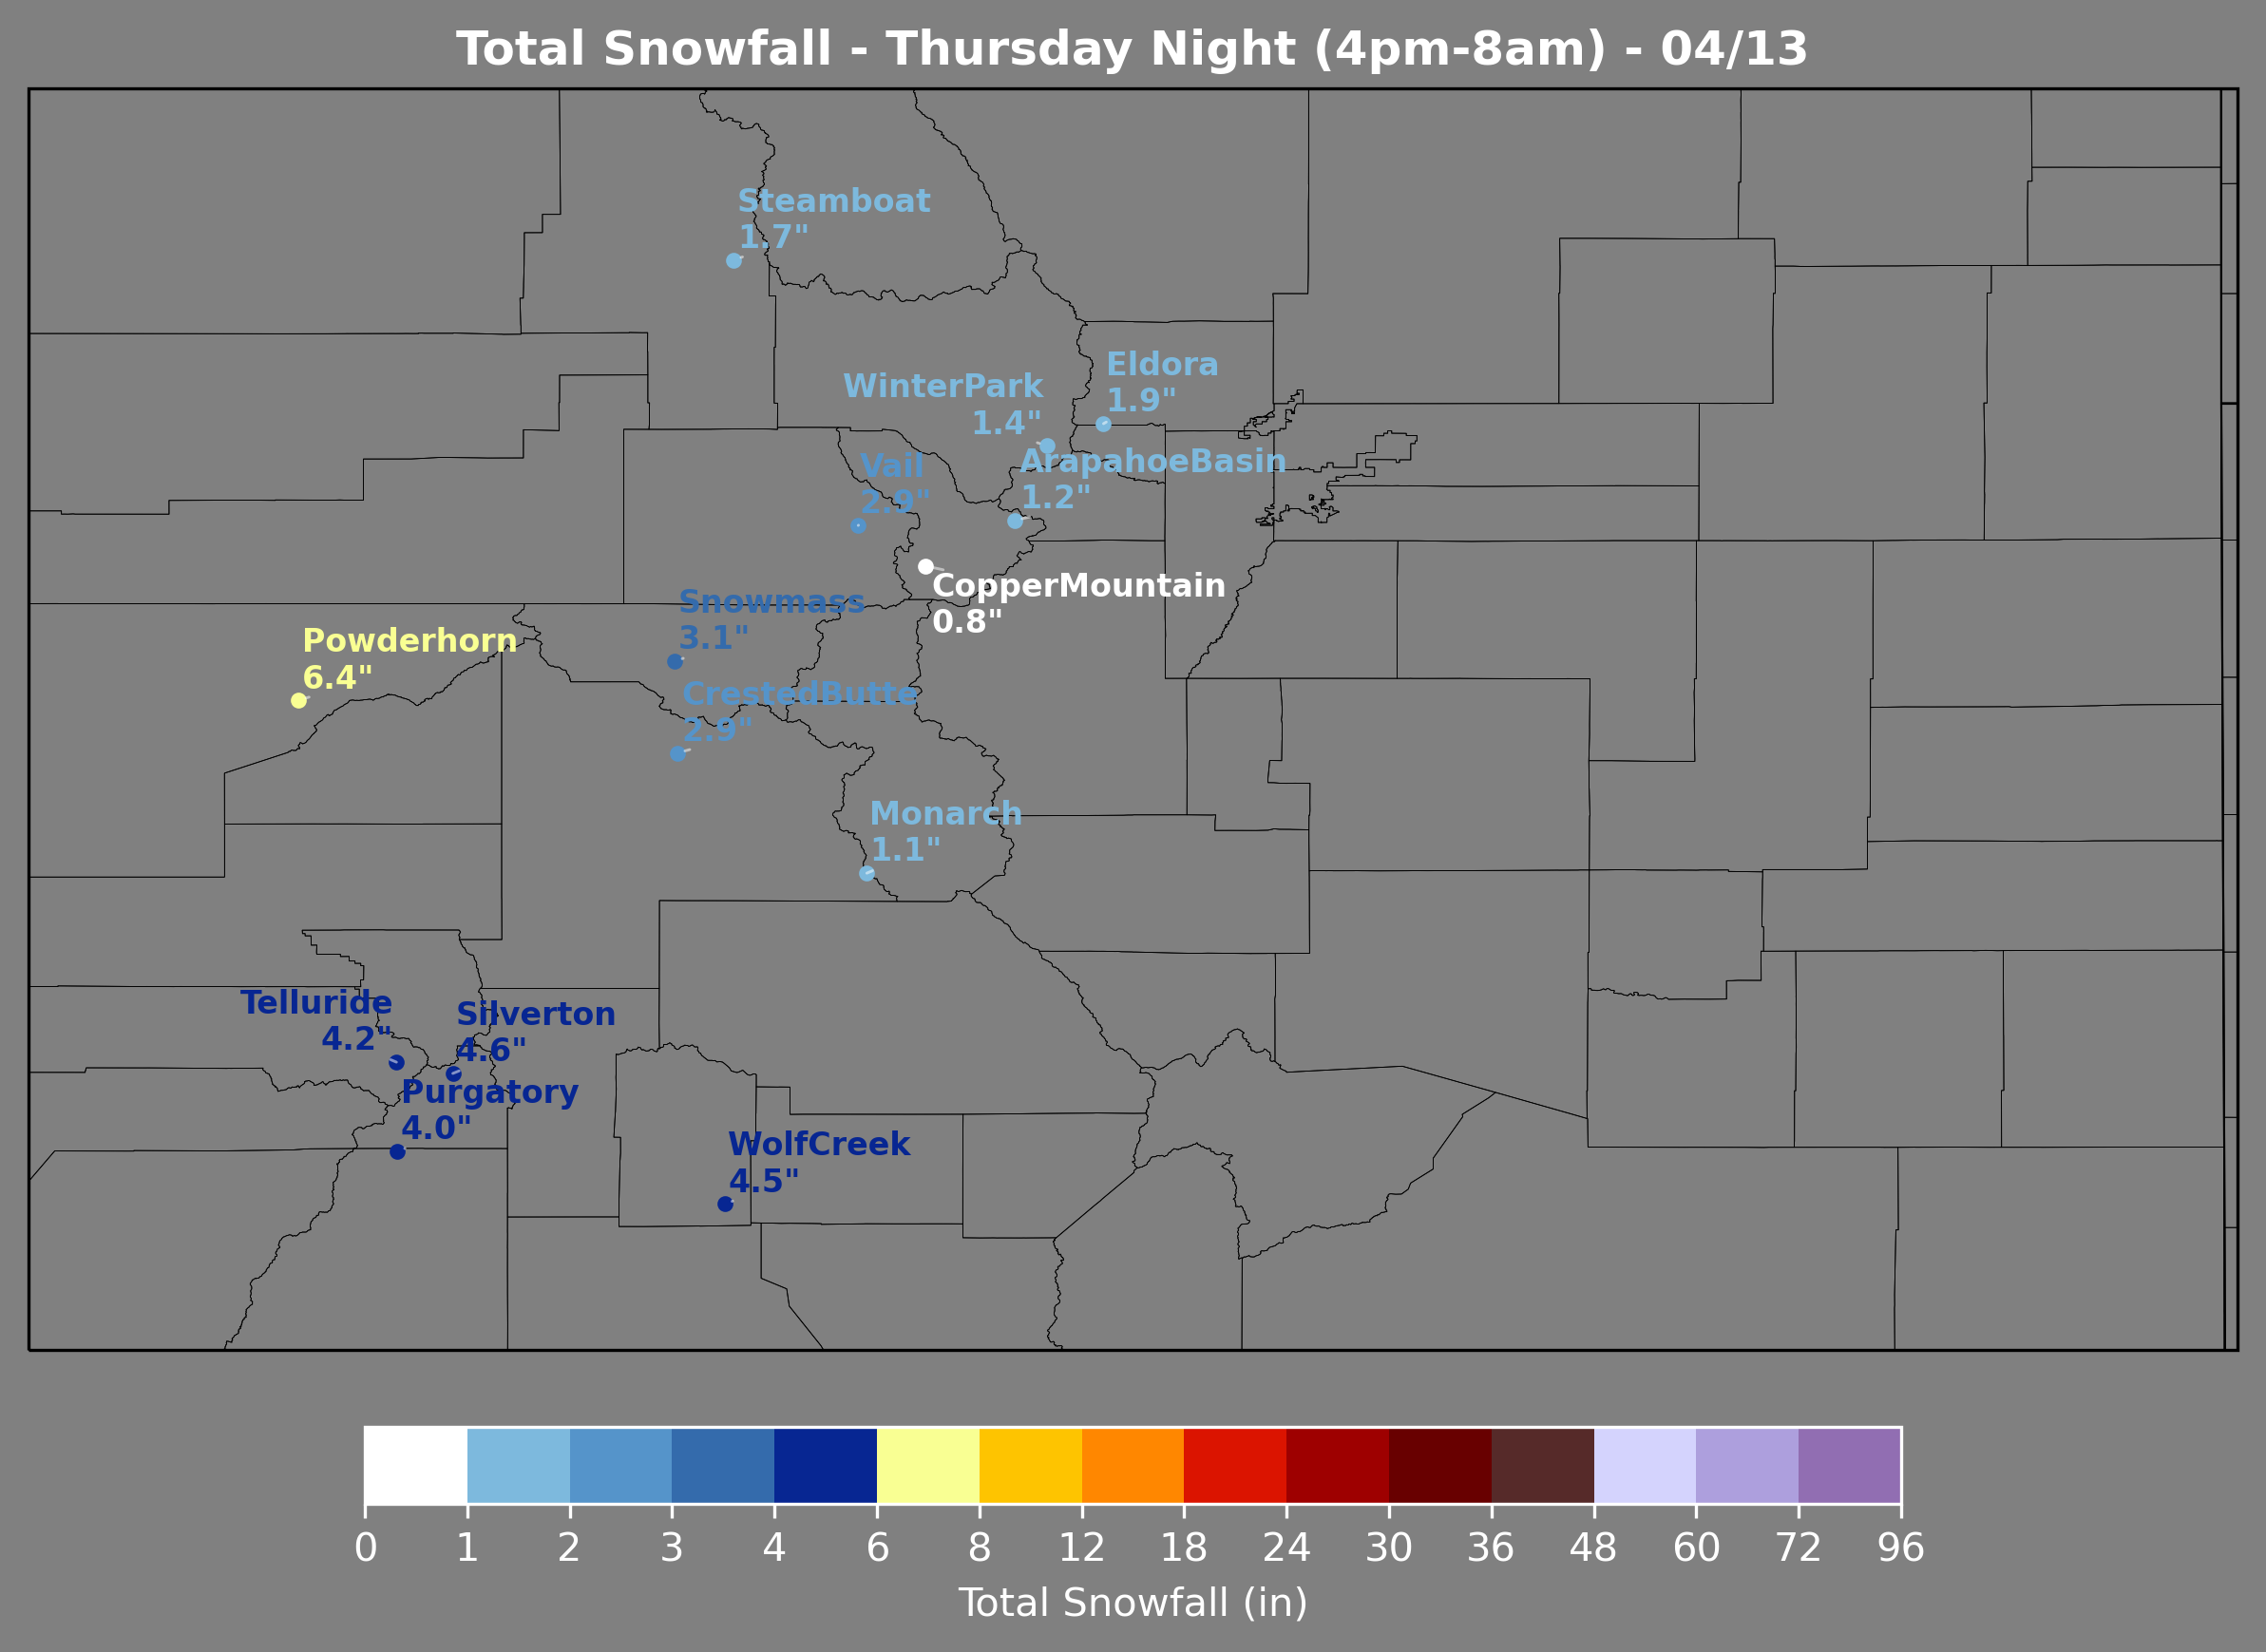 Total Snowfall - Thursday Night (4pm-8am) - 04/13
Steamboat
1.7"
Eldora
1.9"
WinterPark
1.4"
ArapahoeBasin
1.2"
Vail
2.9"
CopperMountain
0.8"
Snowmass
3.1"
Powderhorn
6.4"
CrestedButte
2.9"
Monarch
1.1"
Telluride
4.2"
Silverton
4.6"
Purgatory
4.0"
WolfCreek
4.5"
0 1 2 3 4 6 8 12 18 24 30 36 48 60 72 96
Total Snowfall (in)